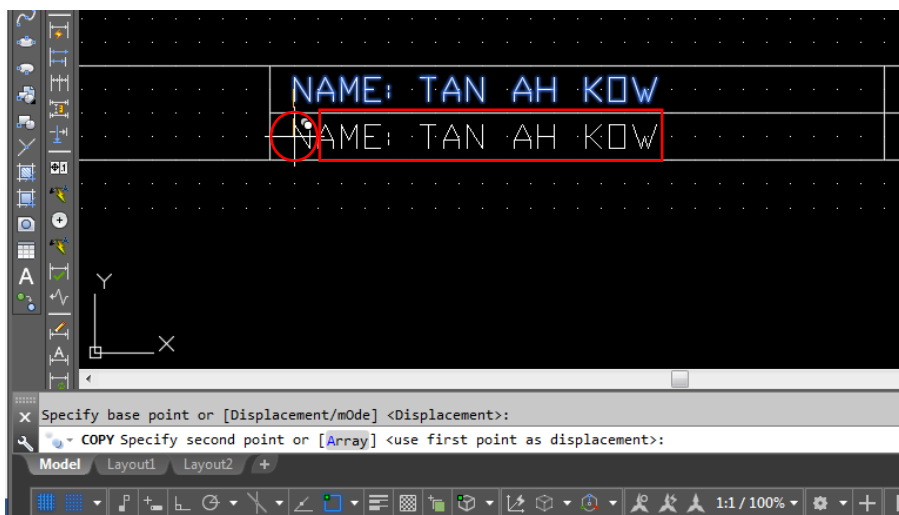 NAME: TAN AH KOW
NAME: TAN AH KOW
Y
X
Specify base point or [Displacement/mOde] <Displacement>:
COPY Specify second point or [Array] <use first point as displacement>:
Model Layout1 Layout2 +
1:1 / 100%